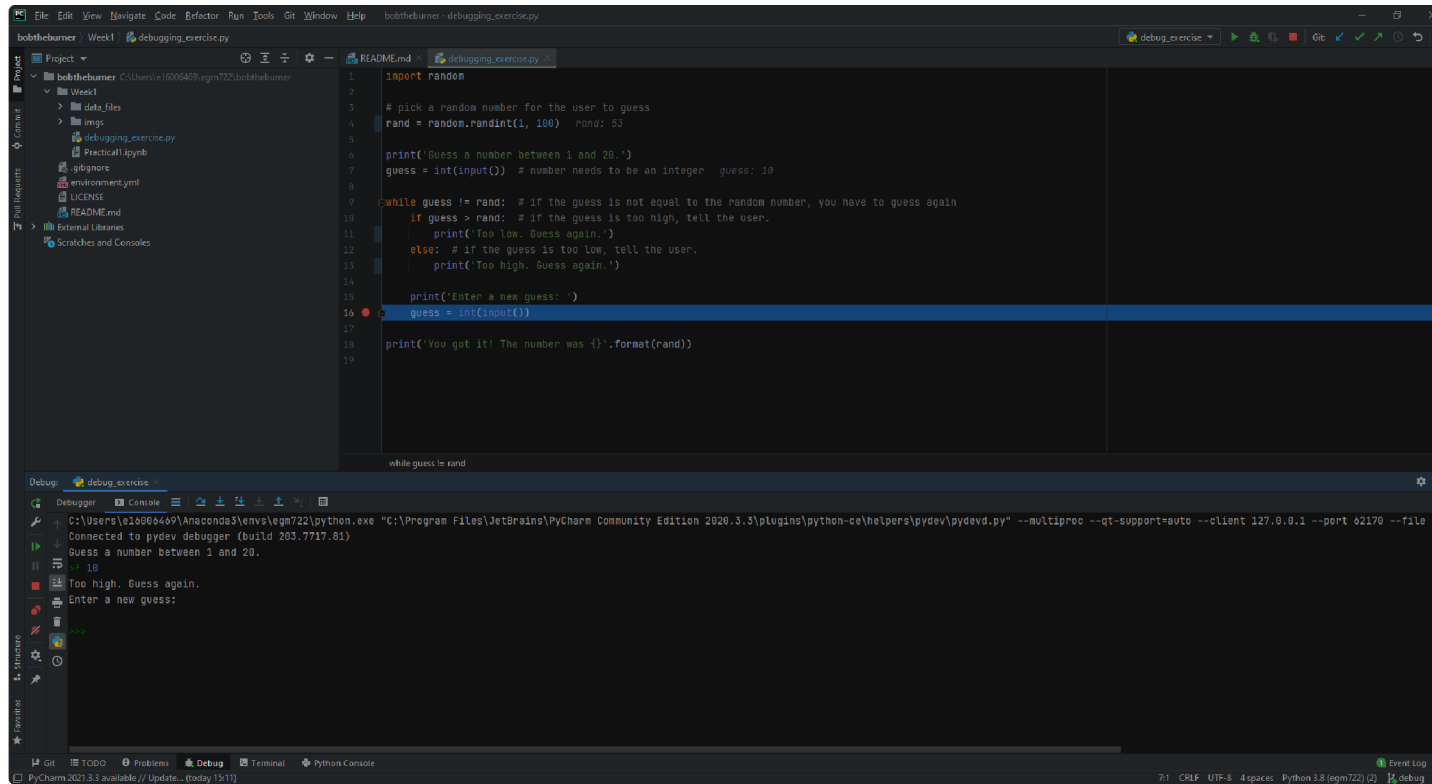 PC File Edit View Navigate Code Refactor Run Tools Git Window Help bobtheburner - debugging_exercise.py
bobtheburner Week1 debugging_exercise.py
debug_exercise Git:
Project
README.md debugging_exercise.py
bobtheburner C:\Users\e16006469\egm722\bobtheburner
Week1
data_files
imgs
debugging_exercise.py
Practical1.ipynb
.gitignore
environment.yml
LICENSE
README.md
External Libraries
Scratches and Consoles
Project
Commit
Pull Requests
1 import random
2
3 # pick a random number for the user to guess
4 rand = random.randint(1, 100) rand: 53
5
6 print('Guess a number between 1 and 20.')
7 guess = int(input()) # number needs to be an integer guess: 10
8
9 while guess != rand: # if the guess is not equal to the random number, you have to guess again
10 if guess > rand: # if the guess is too high, tell the user.
11 print('Too low. Guess again.')
12 else: # if the guess is too low, tell the user.
13 print('Too high. Guess again.')
14
15 print('Enter a new guess: ')
16 guess = int(input())
17
18 print('You got it! The number was {}'.format(rand))
19
while guess != rand
Debug: debug_exercise
Debugger Console
C:\Users\e16006469\Anaconda3\envs\egm722\python.exe "C:\Program Files\JetBrains\PyCharm Community Edition 2020.3.3\plugins\python-ce\helpers\pydev\pydevd.py" --multiproc --qt-support=auto --client 127.0.0.1 --port 62170 --file
Connected to pydev debugger (build 203.7717.81)
Guess a number between 1 and 20.
>? 10
Too high. Guess again.
Enter a new guess:
>>>
Structure
Favorites
Git TODO Problems Debug Terminal Python Console 1 Event Log
PyCharm 2021.3.3 available // Update... (today 15:11) 7:1 CRLF UTF-8 4 spaces Python 3.8 (egm722) (2) debug